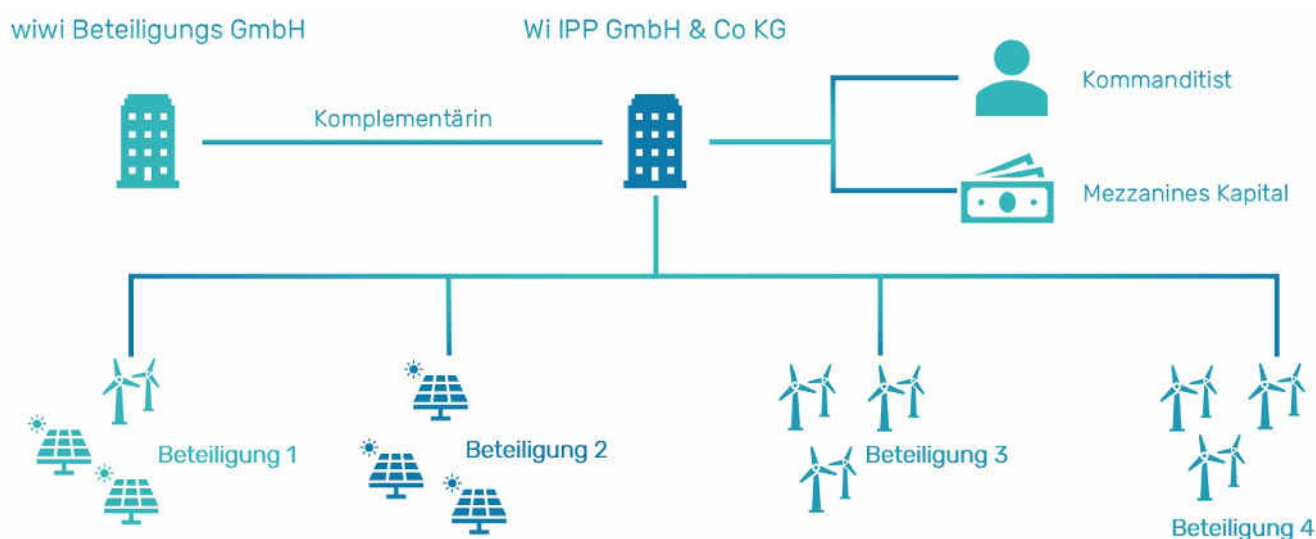 wiwi Beteiligungs GmbH
Wi IPP GmbH & Co KG
Komplementärin
Kommanditist
Mezzanines Kapital
Beteiligung 1
Beteiligung 2
Beteiligung 3
Beteiligung 4